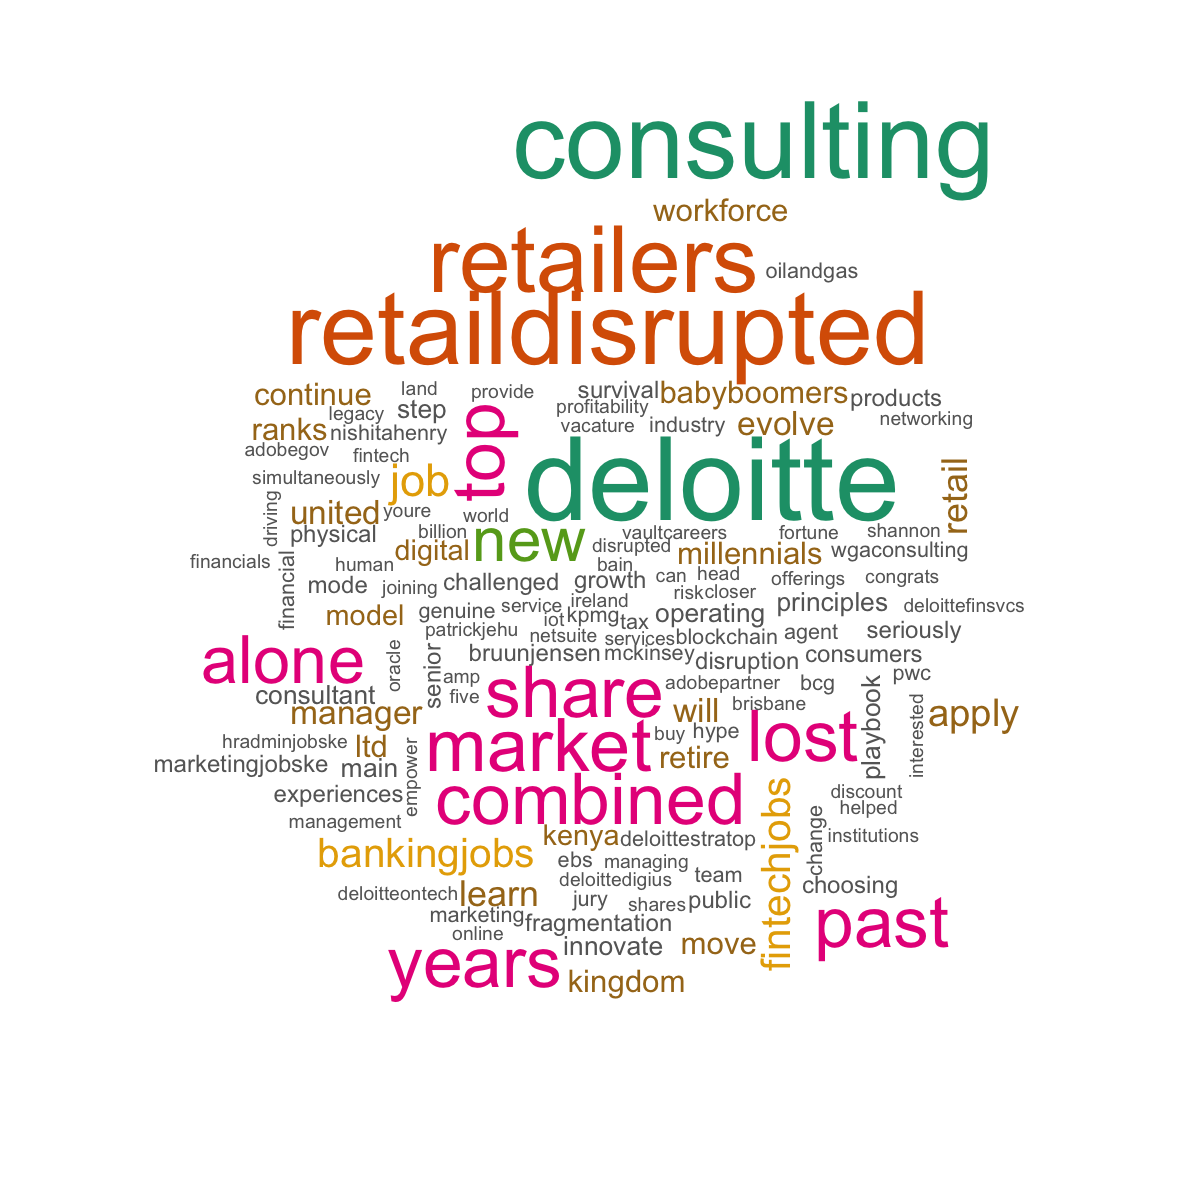 consulting
workforce
retailers
oilandgas
retaildisrupted
continue land provide survival babyboomers products
legacy step profitability networking
ranks nishitahenry top vacature industry evolve
adobegov fintech
simultaneously job deloitte retail
driving united youre world
physical billion new vaultcareers fortune shannon
digital disrupted millennials wgaconsulting
financials human bain
financial mode joining challenged growth can head offerings congrats
risk closer
model genuine service ireland operating principles deloittefinsvcs
iot kpmg tax
patrickjehu netsuite services blockchain agent seriously
alone oracle senior bruunjensen mckinsey disruption consumers
amp share adobepartner bcg playbook pwc
consultant five will brisbane interested
manager market lost apply
hradminjobske ltd buy hype
marketingjobske main empower retire
experiences combined fintechjobs change discount
helped
management kenya deloittestratop institutions
bankingjobs ebs managing
deloittedigius team choosing
deloitteontech learn jury shares public
marketing fragmentation past
online
years innovate move
kingdom